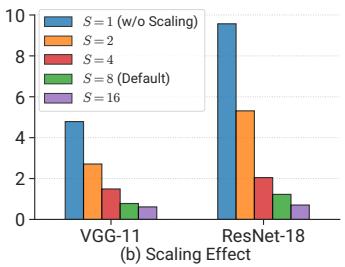 10
8
6
4
2
0
S = 1 (w/o Scaling)
S = 2
S = 4
S = 8 (Default)
S = 16
VGG-11 ResNet-18
(b) Scaling Effect